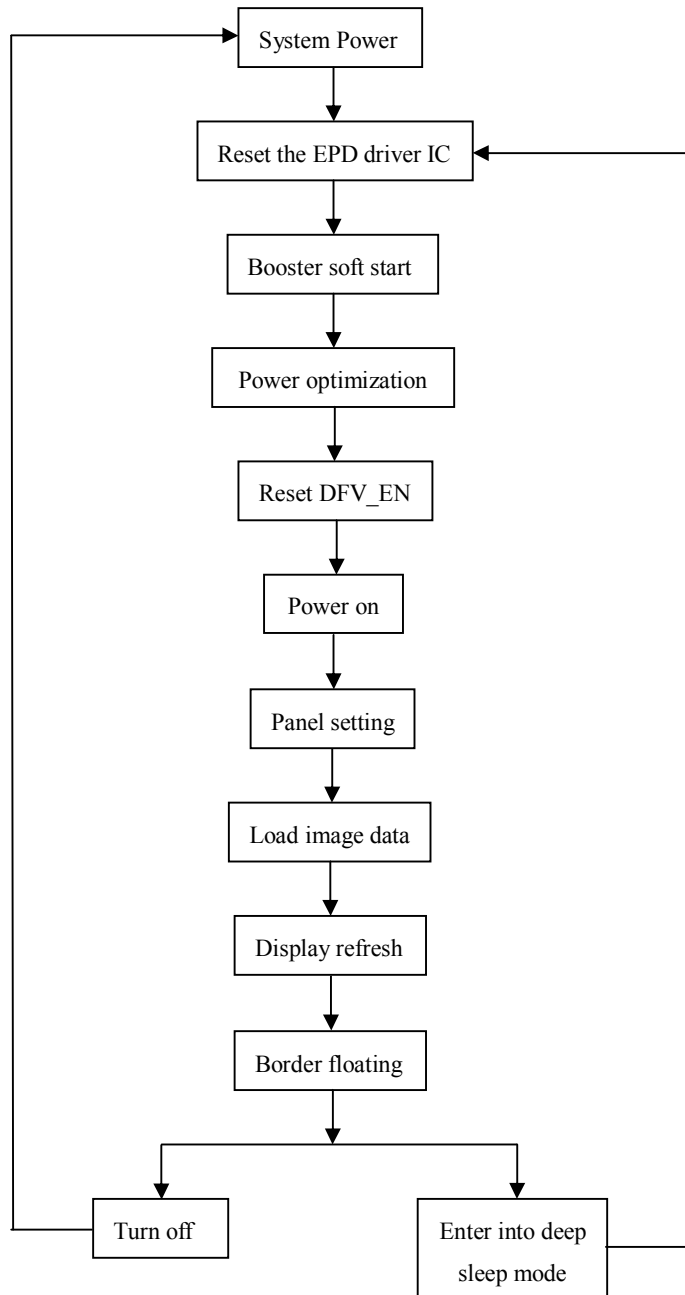 System Power
Reset the EPD driver IC
Booster soft start
Power optimization
Reset DFV_EN
Power on
Panel setting
Load image data
Display refresh
Border floating
Turn off
Enter into deep
sleep mode